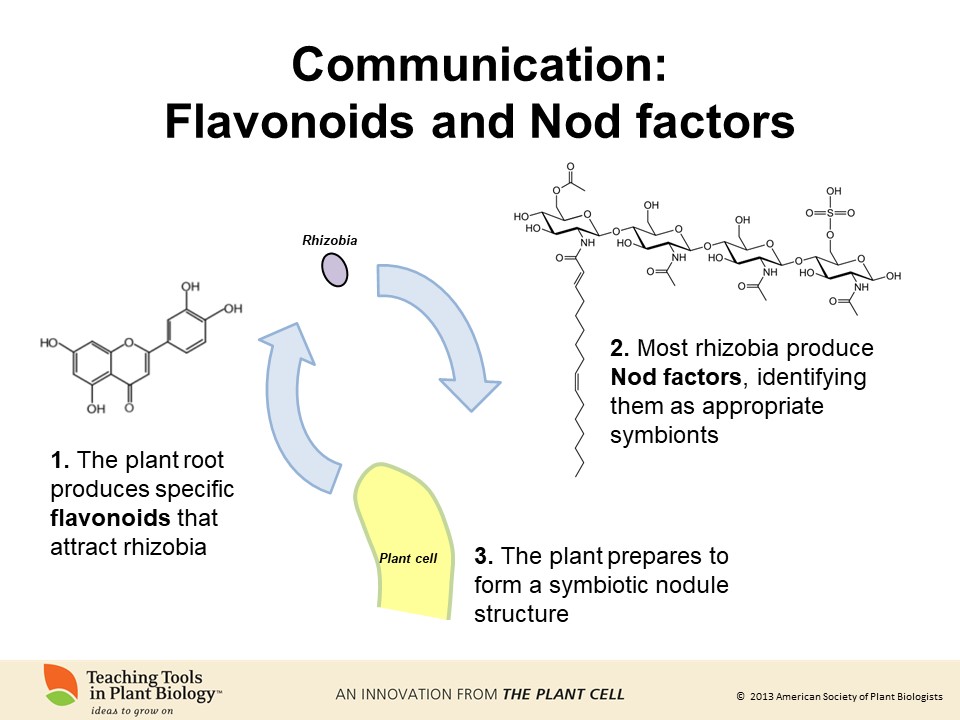 Communication:
Flavonoids and Nod factors
Rhizobia
OH
OH
HO
O
OH
O
1. The plant root
produces specific
flavonoids that
attract rhizobia
O
O
HO
HO
O
NH
O
OH
O
HO
O
NH
O
OH
O
HO
O
NH
O
OH
O=S=O
O
O
HO
O
OH
NH
O
2. Most rhizobia produce
Nod factors, identifying
them as appropriate
symbionts
Plant cell
3. The plant prepares to
form a symbiotic nodule
structure
Teaching Tools
in Plant Biology™
ideas to grow on
AN INNOVATION FROM THE PLANT CELL
© 2013 American Society of Plant Biologists